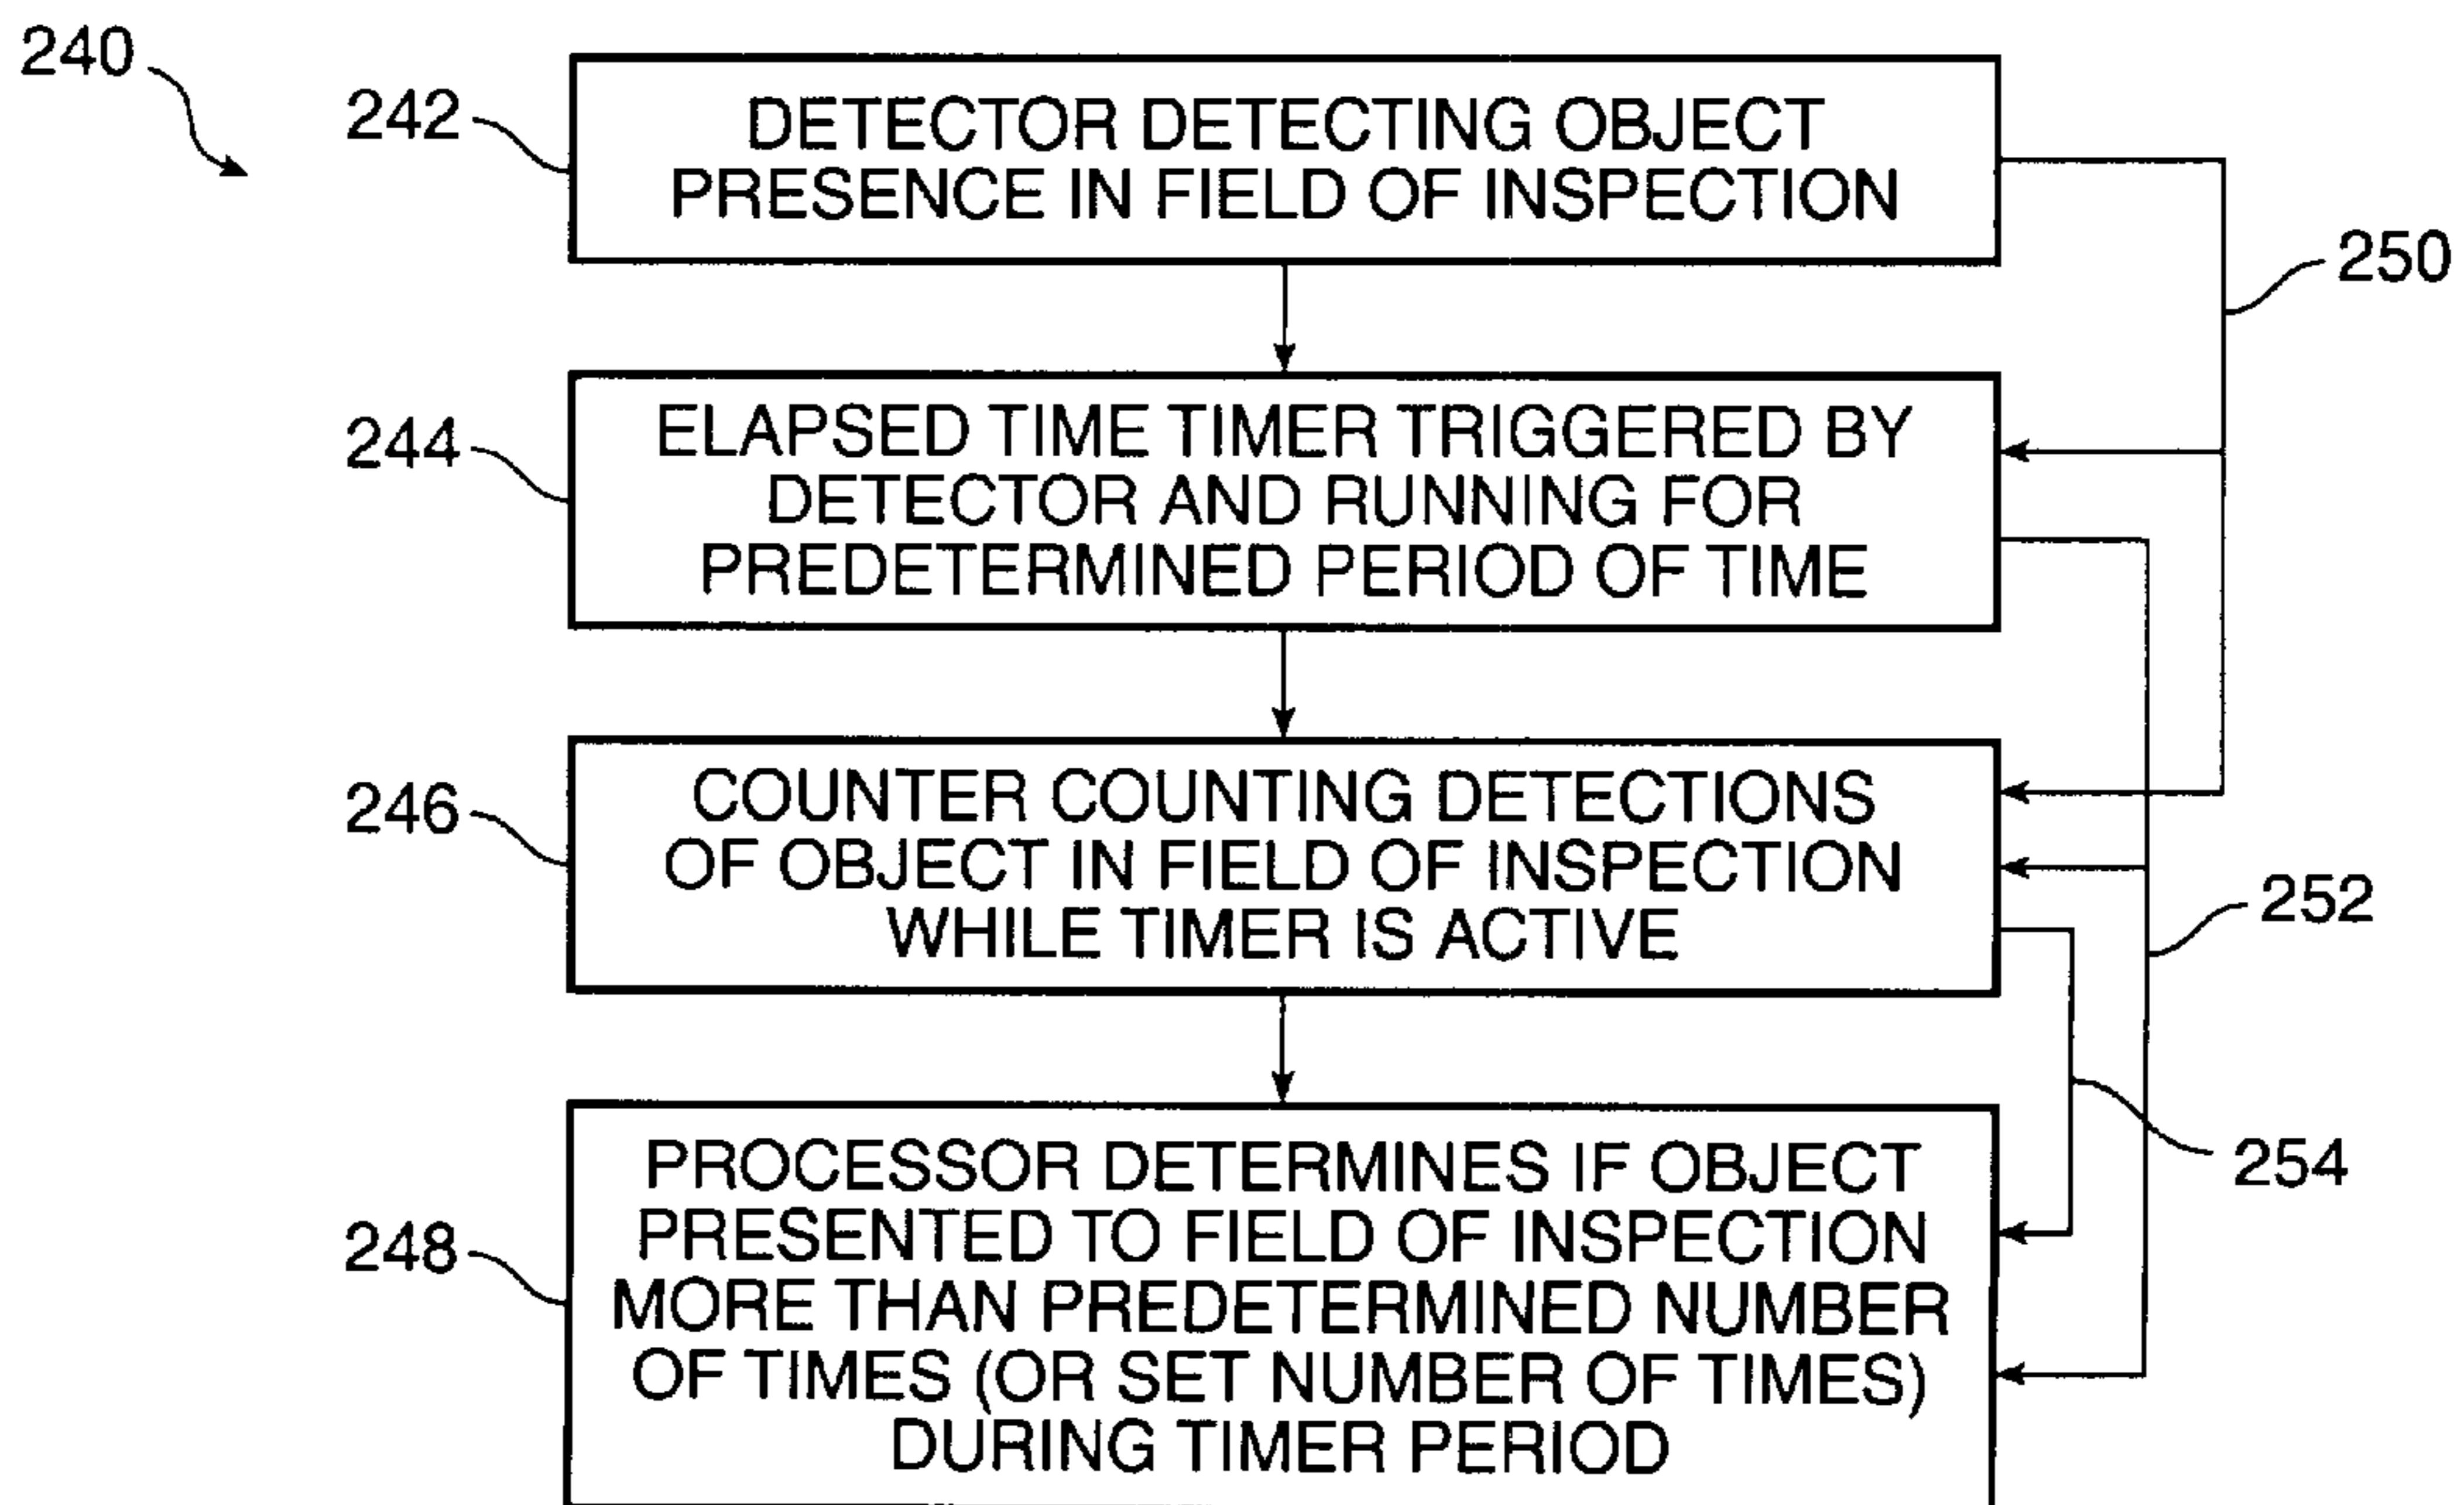 240
242
DETECTOR DETECTING OBJECT
PRESENCE IN FIELD OF INSPECTION
250
244
ELAPSED TIME TIMER TRIGGERED BY
DETECTOR AND RUNNING FOR
PREDETERMINED PERIOD OF TIME
246
COUNTER COUNTING DETECTIONS
OF OBJECT IN FIELD OF INSPECTION
WHILE TIMER IS ACTIVE
252
254
248
PROCESSOR DETERMINES IF OBJECT
PRESENTED TO FIELD OF INSPECTION
MORE THAN PREDETERMINED NUMBER
OF TIMES (OR SET NUMBER OF TIMES)
DURING TIMER PERIOD